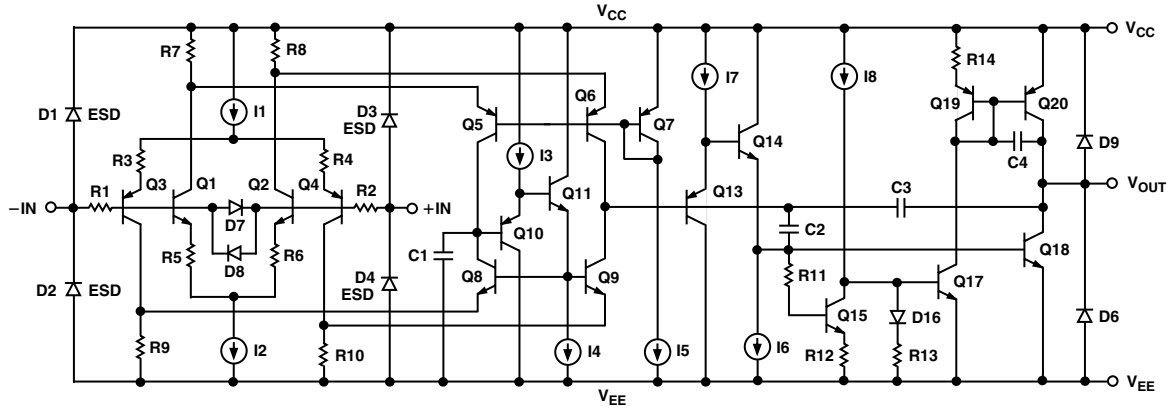 VCC
VCC
R7
R8
R14
I1
I7
I8
D1
ESD
D3
ESD
Q6
Q19
Q20
Q5
Q7
Q14
C4
D9
R3
R4
I3
R1
Q3
Q1
Q2
Q4
R2
Q11
Q13
C3
VOUT
–IN
+IN
D7
Q10
C2
D8
R5
R6
C1
Q8
Q9
Q18
R11
Q17
D2
ESD
D4
ESD
Q15
D16
D6
R9
I2
R10
I4
I5
I6
R12
R13
VEE
VEE